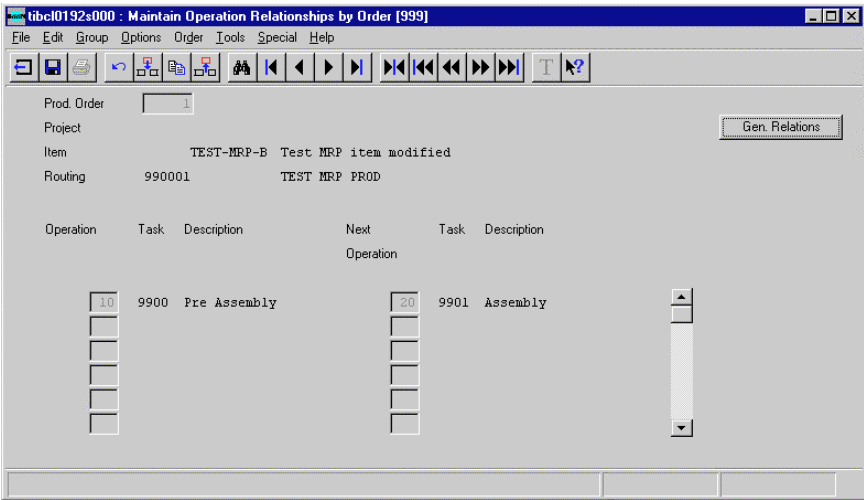 tibcl0192s000 : Maintain Operation Relationships by Order [999]
File Edit Group Options Order Tools Special Help
T ?
Prod. Order 1
Project
Gen. Relations
Item TEST-MRP-B Test MRP item modified
Routing 990001 TEST MRP PROD
Operation Task Description Next Task Description
Operation
10 9900 Pre Assembly 20 9901 Assembly